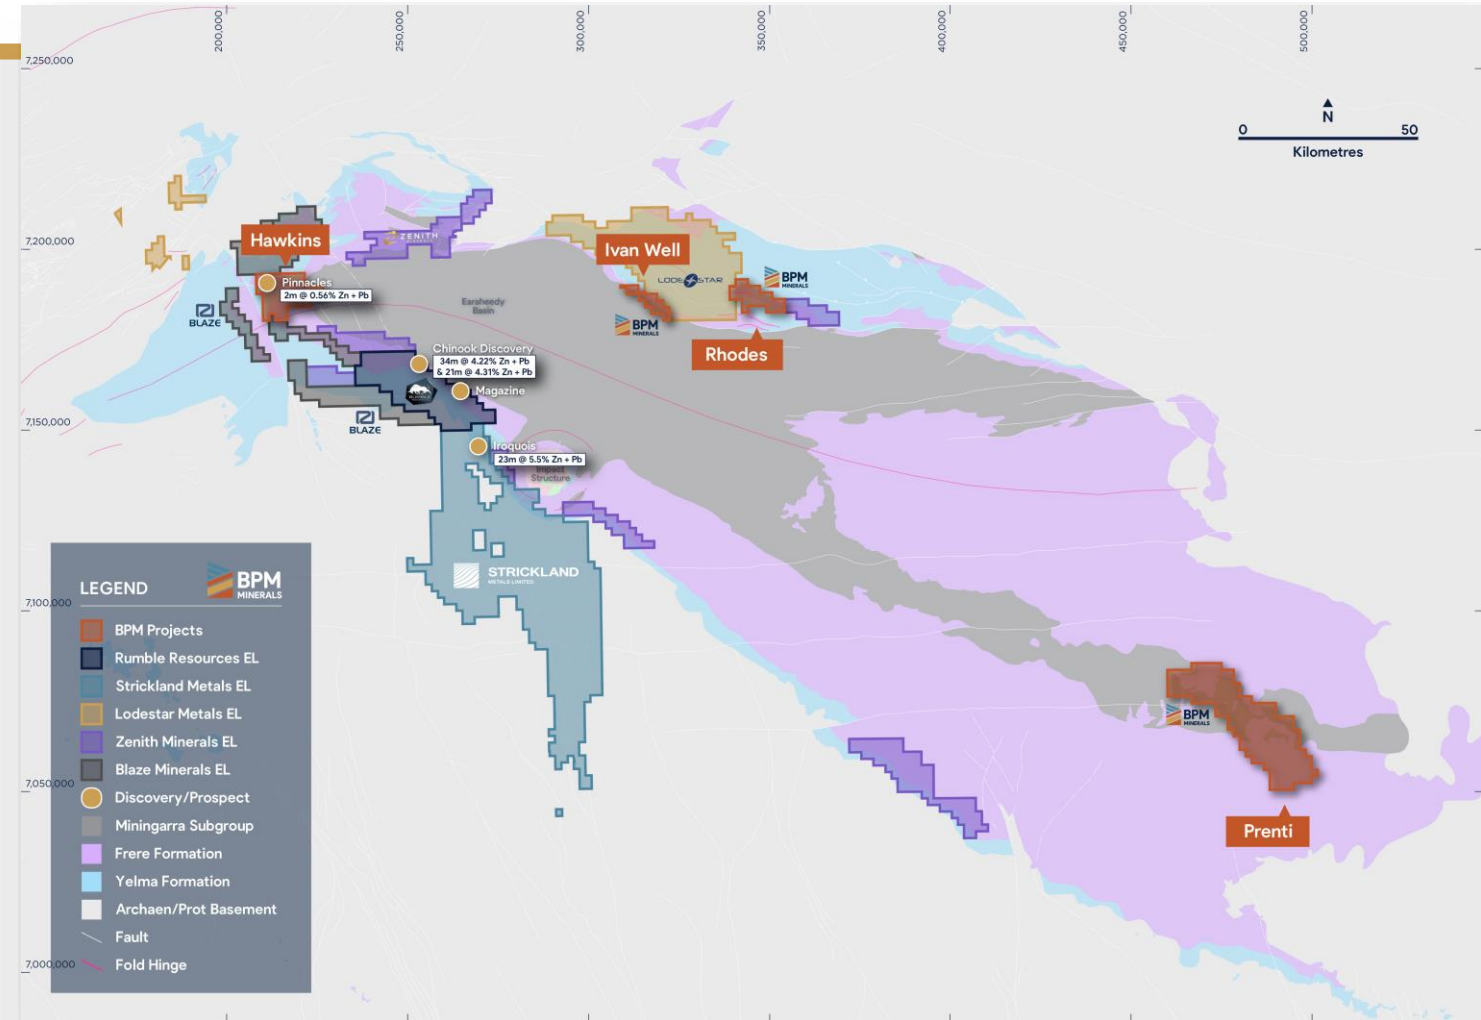 200,000
250,000
300,000
350,000
400,000
450,000
500,000
7,250,000
0 50
N
Kilometres
7,200,000
Hawkins
ZENITH
Ivan Well
LODESTAR
BPM
MINERALS
Pinnacles
2m @ 0.56% Zn + Pb
BLAZE
Earsheedy
Basin
BPM
MINERALS
Rhodes
Chinook Discovery
34m @ 4.22% Zn + Pb
& 21m @ 4.31% Zn + Pb
Magazine
7,150,000
BLAZE
Iroquois
23m @ 5.5% Zn + Pb
Impact
Structure
STRICKLAND
METALS LIMITED
LEGEND
BPM
MINERALS
7,100,000
BPM Projects
Rumble Resources EL
Strickland Metals EL
Lodestar Metals EL
Zenith Minerals EL
Blaze Minerals EL
7,050,000
Discovery/Prospect
Miningarra Subgroup
Frere Formation
Yelma Formation
Archaen/Prot Basement
Fault
Fold Hinge
7,000,000
BPM
MINERALS
Prenti